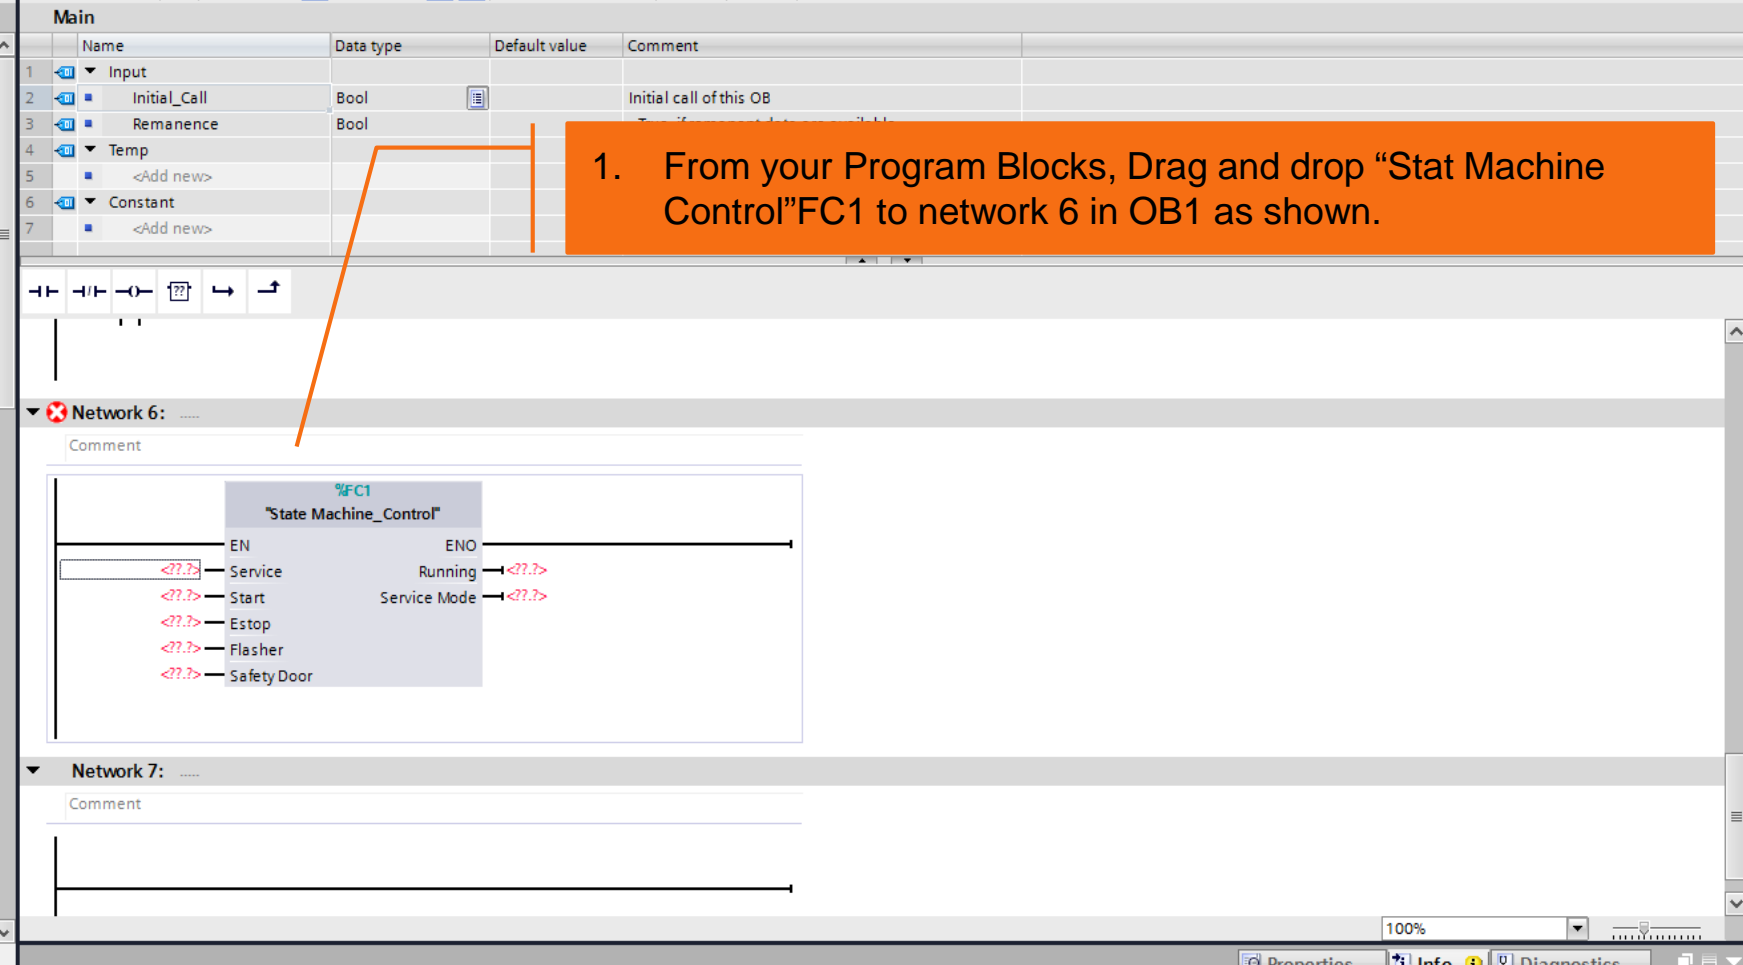 Main
Name Data type Default value Comment
1 Input
2 Initial_Call Bool Initial call of this OB
3 Remanence Bool
4 Temp
5 <Add new>
6 Constant
7 <Add new>
1. From your Program Blocks, Drag and drop “Stat Machine
Control”FC1 to network 6 in OB1 as shown.
??
Network 6: .....
Comment
%FC1
"State Machine_Control"
EN ENO
<??.?> Service Running <??.?>
<??.?> Start Service Mode <??.?>
<??.?> Estop
<??.?> Flasher
<??.?> Safety Door
Network 7: .....
Comment
100%
Properties Info Diagnostics